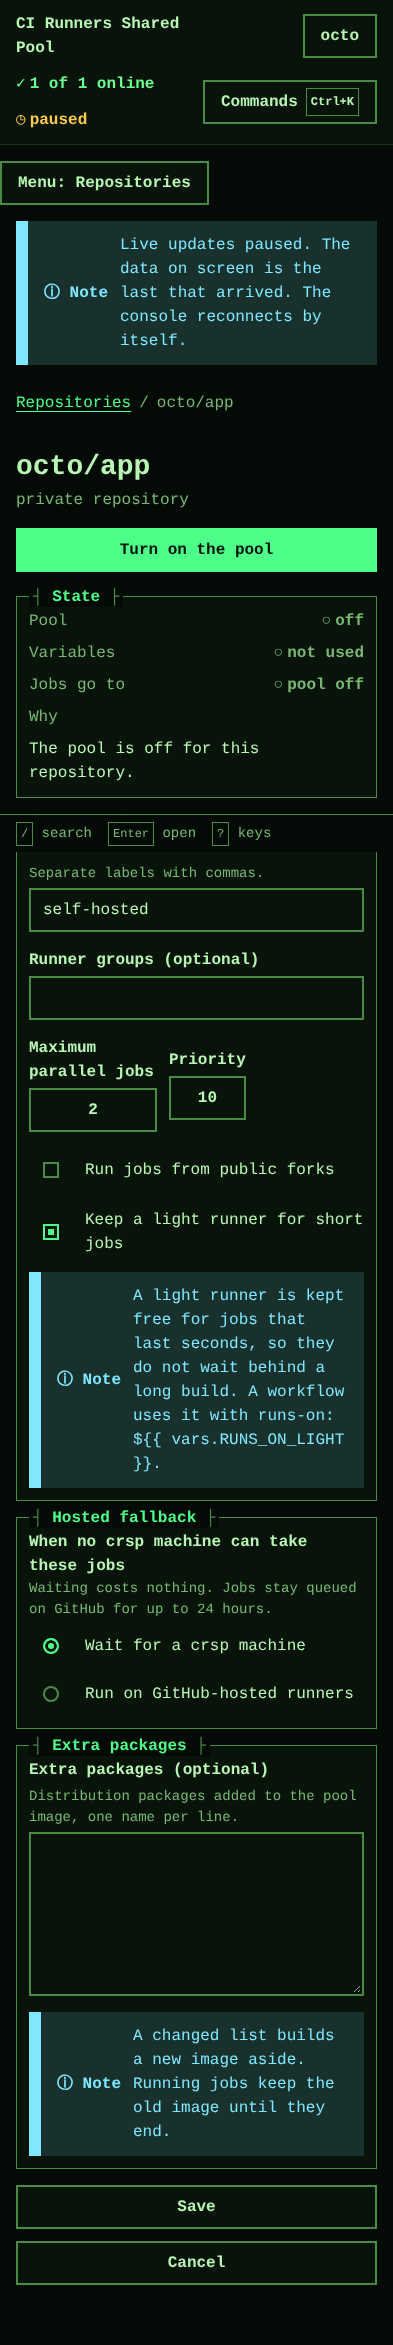 CI Runners Shared
Pool
octo
✓ 1 of 1 online
Commands Ctrl+K
◷ paused
Menu: Repositories
ⓘ Note
Live updates paused. The
data on screen is the
last that arrived. The
console reconnects by
itself.
Repositories / octo/app
octo/app
private repository
Turn on the pool
┤ State ├
Pool ○ off
Variables ○ not used
Jobs go to ○ pool off
Why
The pool is off for this
repository.
/ search Enter open ? keys
Separate labels with commas.
self-hosted
Runner groups (optional)
Maximum
parallel jobs
Priority
2
10
Run jobs from public forks
Keep a light runner for short
jobs
ⓘ Note
A light runner is kept
free for jobs that
last seconds, so they
do not wait behind a
long build. A workflow
uses it with runs-on:
${{ vars.RUNS_ON_LIGHT
}}.
┤ Hosted fallback ├
When no crsp machine can take
these jobs
Waiting costs nothing. Jobs stay queued
on GitHub for up to 24 hours.
Wait for a crsp machine
Run on GitHub-hosted runners
┤ Extra packages ├
Extra packages (optional)
Distribution packages added to the pool
image, one name per line.
ⓘ Note
A changed list builds
a new image aside.
Running jobs keep the
old image until they
end.
Save
Cancel